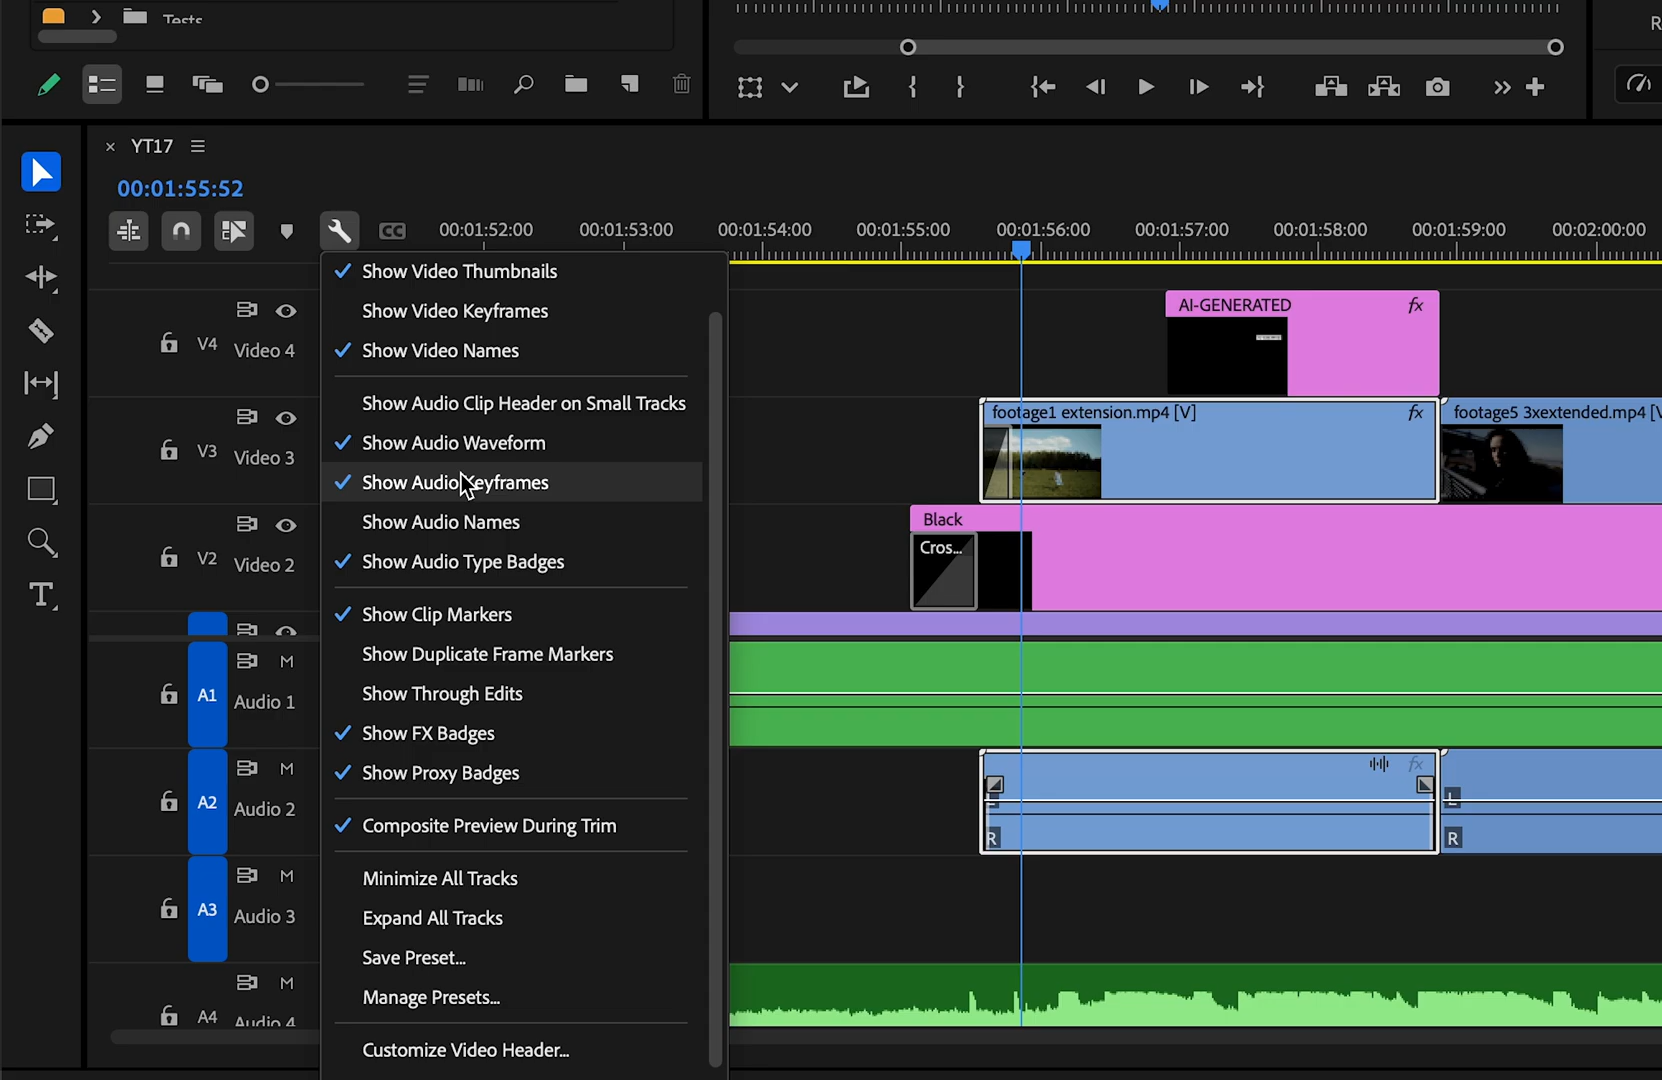 Tests
R
YT17
00:01:55:52
CC
00:01:52:00
00:01:53:00
00:01:54:00
00:01:55:00
00:01:56:00
00:01:57:00
00:01:58:00
00:01:59:00
00:02:00:00
Show Video Thumbnails
Show Video Keyframes
Show Video Names
Show Audio Clip Header on Small Tracks
Show Audio Waveform
Show Audio Keyframes
Show Audio Names
Show Audio Type Badges
Show Clip Markers
Show Duplicate Frame Markers
Show Through Edits
Show FX Badges
Show Proxy Badges
Composite Preview During Trim
Minimize All Tracks
Expand All Tracks
Save Preset...
Manage Presets...
Customize Video Header...
V4 Video 4
V3 Video 3
V2 Video 2
A1 M Audio 1
A2 M Audio 2
A3 M Audio 3
A4 M Audio 4
T
AI-GENERATED fx
footage1 extension.mp4 [V] fx
footage5 3xextended.mp4 [V
Black
Cros...
fx
L
R
L
R